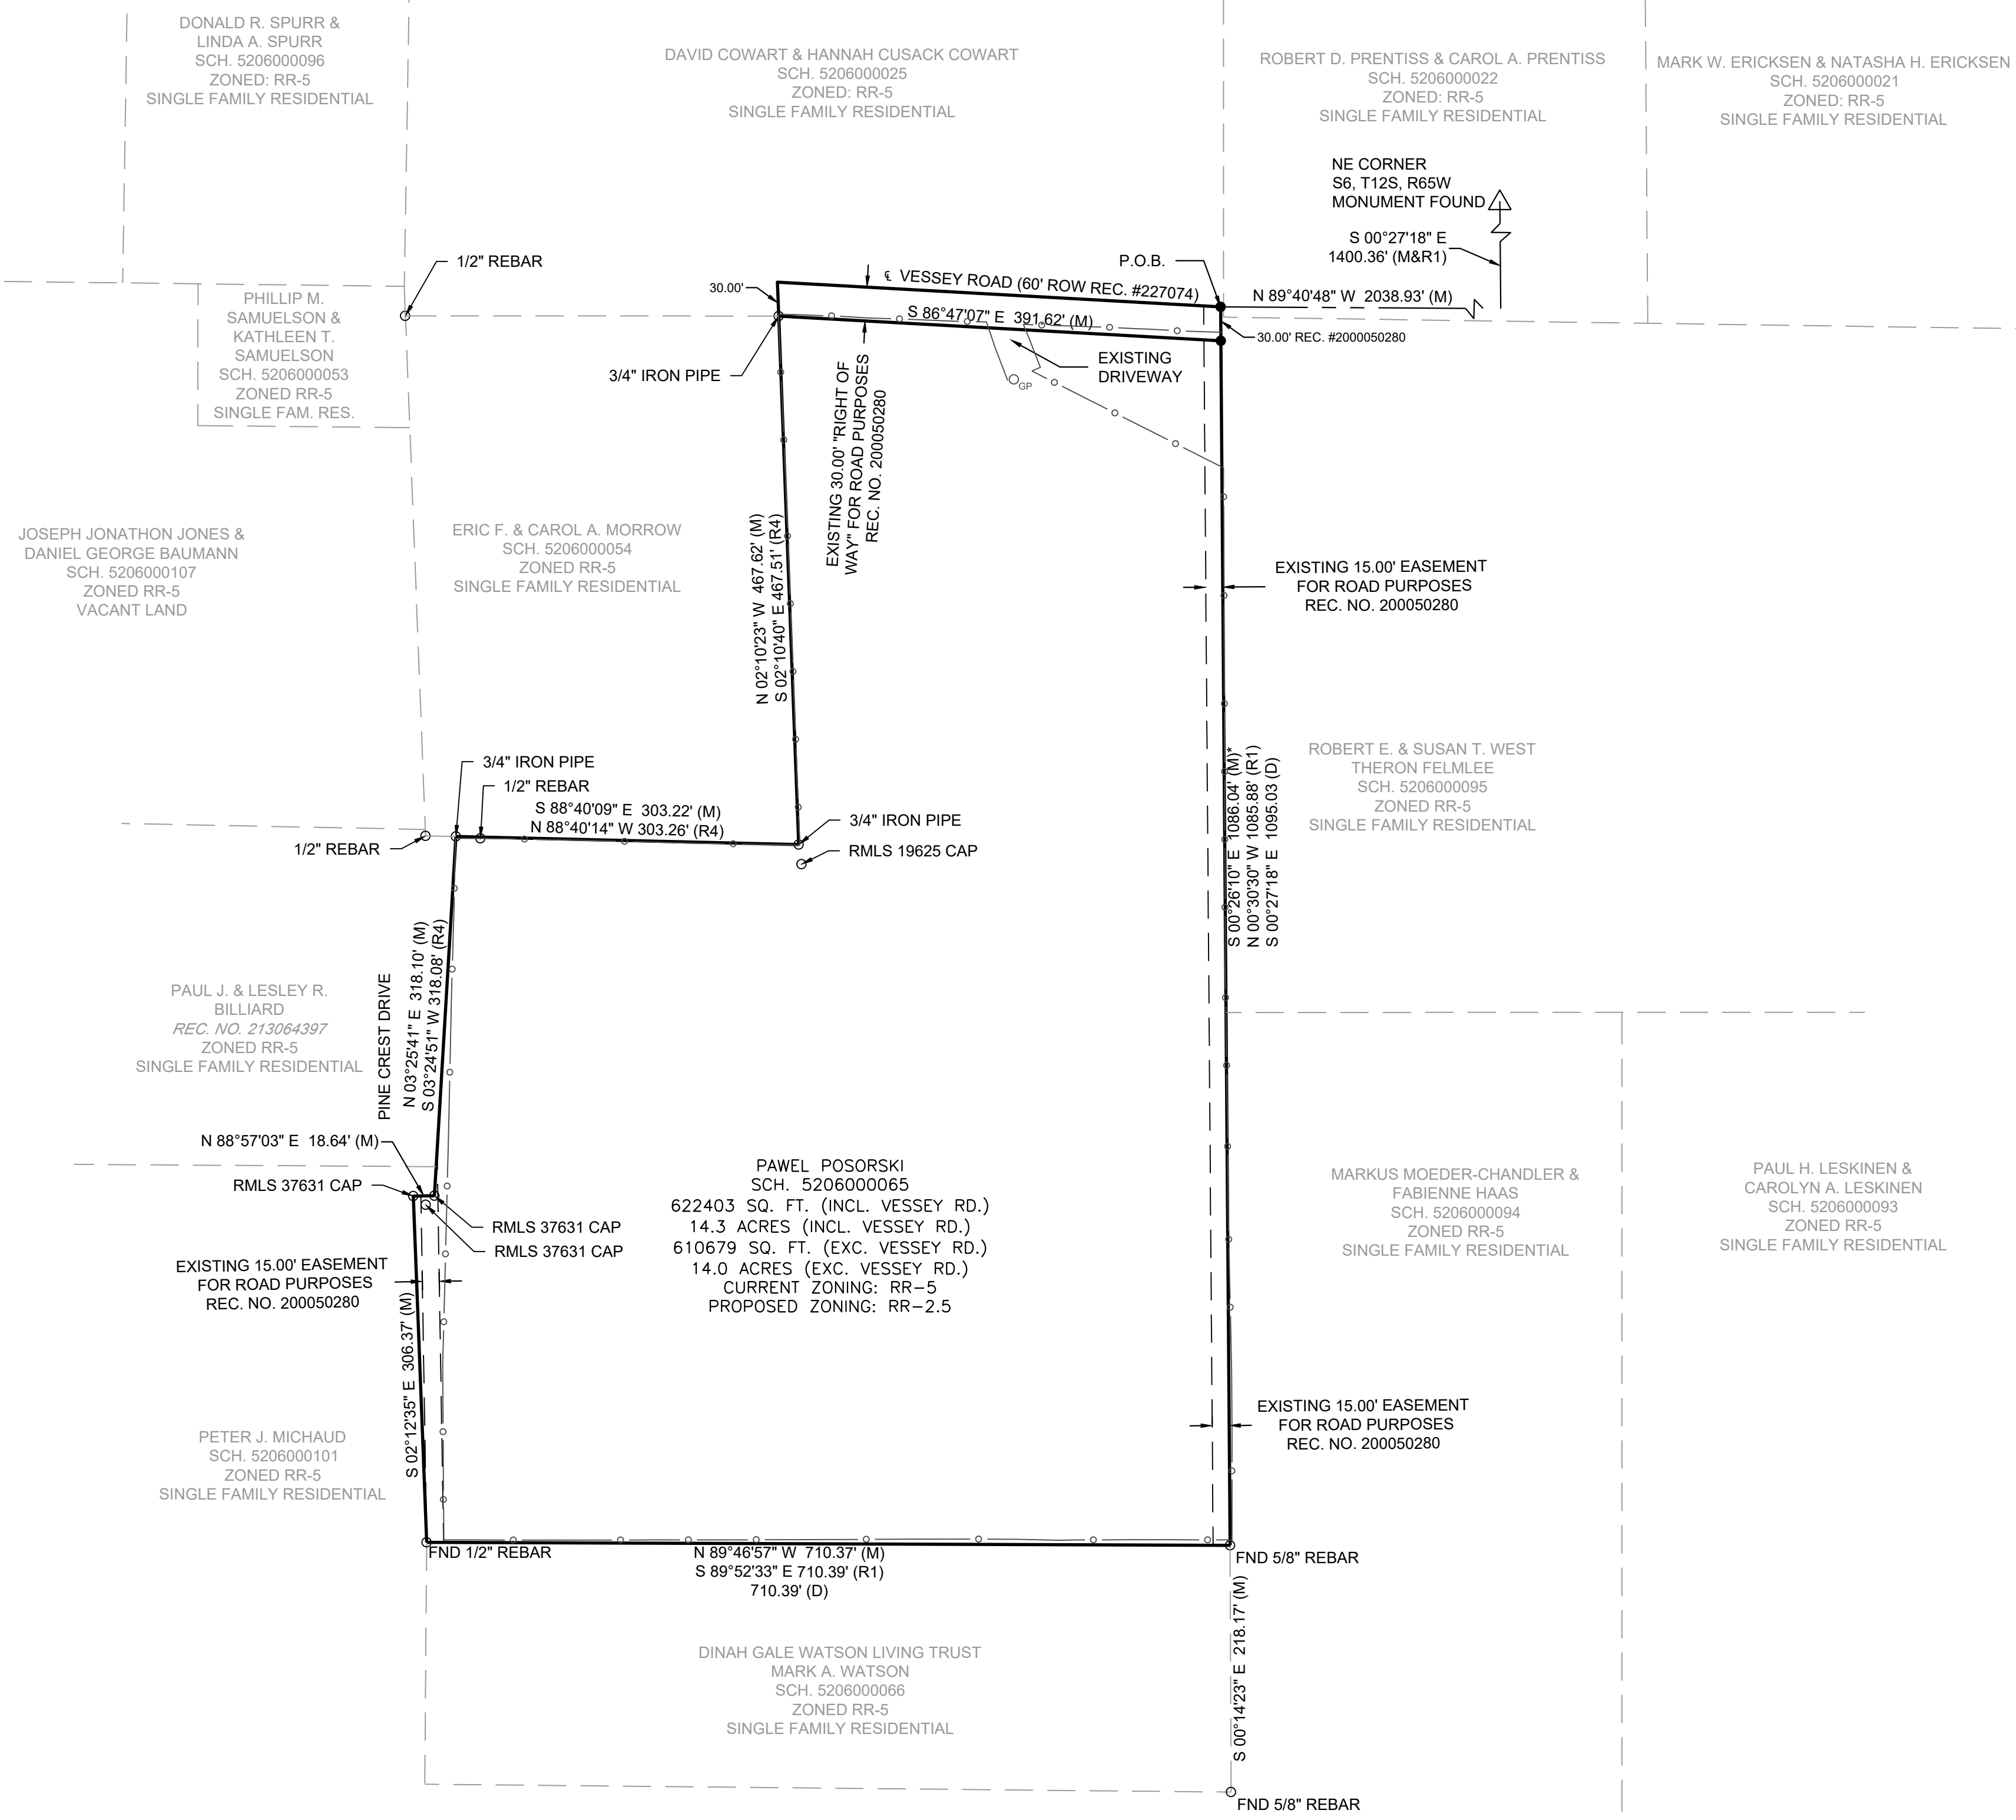 DONALD R. SPURR &
LINDA A. SPURR
SCH. 5206000096
ZONED: RR-5
SINGLE FAMILY RESIDENTIAL
DAVID COWART & HANNAH CUSACK COWART
SCH. 5206000025
ZONED: RR-5
SINGLE FAMILY RESIDENTIAL
ROBERT D. PRENTISS & CAROL A. PRENTISS
SCH. 5206000022
ZONED: RR-5
SINGLE FAMILY RESIDENTIAL
MARK W. ERICKSEN & NATASHA H. ERICKSEN
SCH. 5206000021
ZONED: RR-5
SINGLE FAMILY RESIDENTIAL
NE CORNER
S6, T12S, R65W
MONUMENT FOUND
S 00°27'18" E
1400.36' (M&R1)
1/2" REBAR
P.O.B.
℄ VESSEY ROAD (60' ROW REC. #227074)
30.00'
N 89°40'48" W 2038.93' (M)
S 86°47'07" E 391.62' (M)
30.00' REC. #2000050280
PHILLIP M.
SAMUELSON &
KATHLEEN T.
SAMUELSON
SCH. 5206000053
ZONED RR-5
SINGLE FAM. RES.
3/4" IRON PIPE
EXISTING
DRIVEWAY
GP
EXISTING 30.00' "RIGHT OF
WAY" FOR ROAD PURPOSES
REC. NO. 200050280
JOSEPH JONATHON JONES &
DANIEL GEORGE BAUMANN
SCH. 5206000107
ZONED RR-5
VACANT LAND
ERIC F. & CAROL A. MORROW
SCH. 5206000054
ZONED RR-5
SINGLE FAMILY RESIDENTIAL
N 02°10'23" W 467.62' (M)
S 02°10'40" E 467.51' (R4)
EXISTING 15.00' EASEMENT
FOR ROAD PURPOSES
REC. NO. 200050280
3/4" IRON PIPE
1/2" REBAR
S 88°40'09" E 303.22' (M)
N 88°40'14" W 303.26' (R4)
1/2" REBAR
3/4" IRON PIPE
RMLS 19625 CAP
S 00°26'10" E 1086.04' (M)*
N 00°30'30" W 1085.88' (R1)
S 00°27'18" E 1095.03 (D)
ROBERT E. & SUSAN T. WEST
THERON FELMLEE
SCH. 5206000095
ZONED RR-5
SINGLE FAMILY RESIDENTIAL
PAUL J. & LESLEY R.
BILLIARD
REC. NO. 213064397
ZONED RR-5
SINGLE FAMILY RESIDENTIAL
PINE CREST DRIVE
N 03°25'41" E 318.10' (M)
S 03°24'51" W 318.08' (R4)
N 88°57'03" E 18.64' (M)
RMLS 37631 CAP
RMLS 37631 CAP
RMLS 37631 CAP
EXISTING 15.00' EASEMENT
FOR ROAD PURPOSES
REC. NO. 200050280
PAWEL POSORSKI
SCH. 5206000065
622403 SQ. FT. (INCL. VESSEY RD.)
14.3 ACRES (INCL. VESSEY RD.)
610679 SQ. FT. (EXC. VESSEY RD.)
14.0 ACRES (EXC. VESSEY RD.)
CURRENT ZONING: RR-5
PROPOSED ZONING: RR-2.5
MARKUS MOEDER-CHANDLER &
FABIENNE HAAS
SCH. 5206000094
ZONED RR-5
SINGLE FAMILY RESIDENTIAL
PAUL H. LESKINEN &
CAROLYN A. LESKINEN
SCH. 5206000093
ZONED RR-5
SINGLE FAMILY RESIDENTIAL
S 02°12'35" E 306.37' (M)
PETER J. MICHAUD
SCH. 5206000101
ZONED RR-5
SINGLE FAMILY RESIDENTIAL
EXISTING 15.00' EASEMENT
FOR ROAD PURPOSES
REC. NO. 200050280
FND 1/2" REBAR
N 89°46'57" W 710.37' (M)
S 89°52'33" E 710.39' (R1)
710.39' (D)
FND 5/8" REBAR
S 00°14'23" E 218.17' (M)
DINAH GALE WATSON LIVING TRUST
MARK A. WATSON
SCH. 5206000066
ZONED RR-5
SINGLE FAMILY RESIDENTIAL
FND 5/8" REBAR